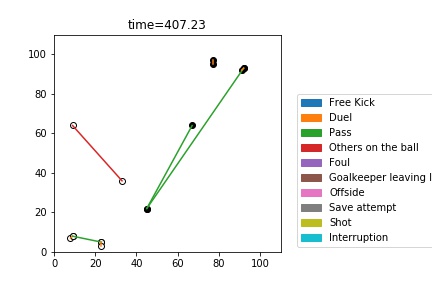 time=407.23
100
80
60
40
20
0
0 20 40 60 80 100
Free Kick
Duel
Pass
Others on the ball
Foul
Goalkeeper leaving l
Offside
Save attempt
Shot
Interruption